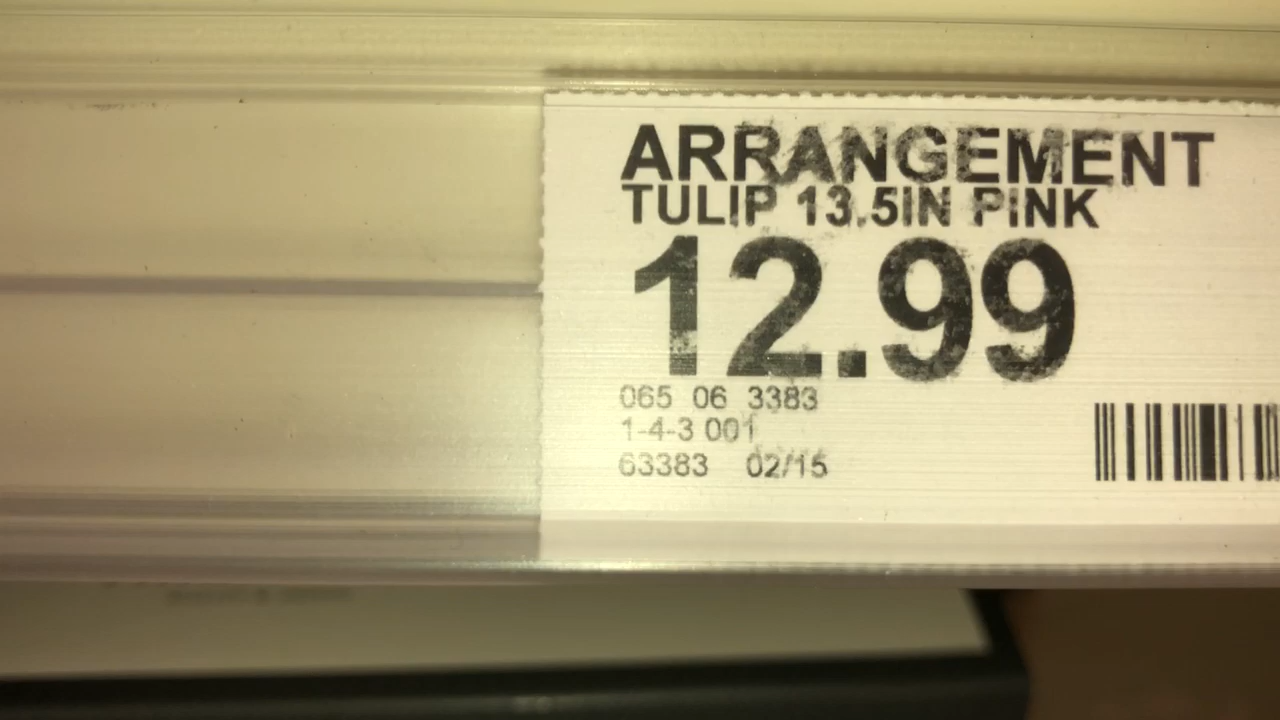 ARRANGEMENT
TULIP 13.5IN PINK
12.99
065 06 3383
1-4-3 001
63383 02/15